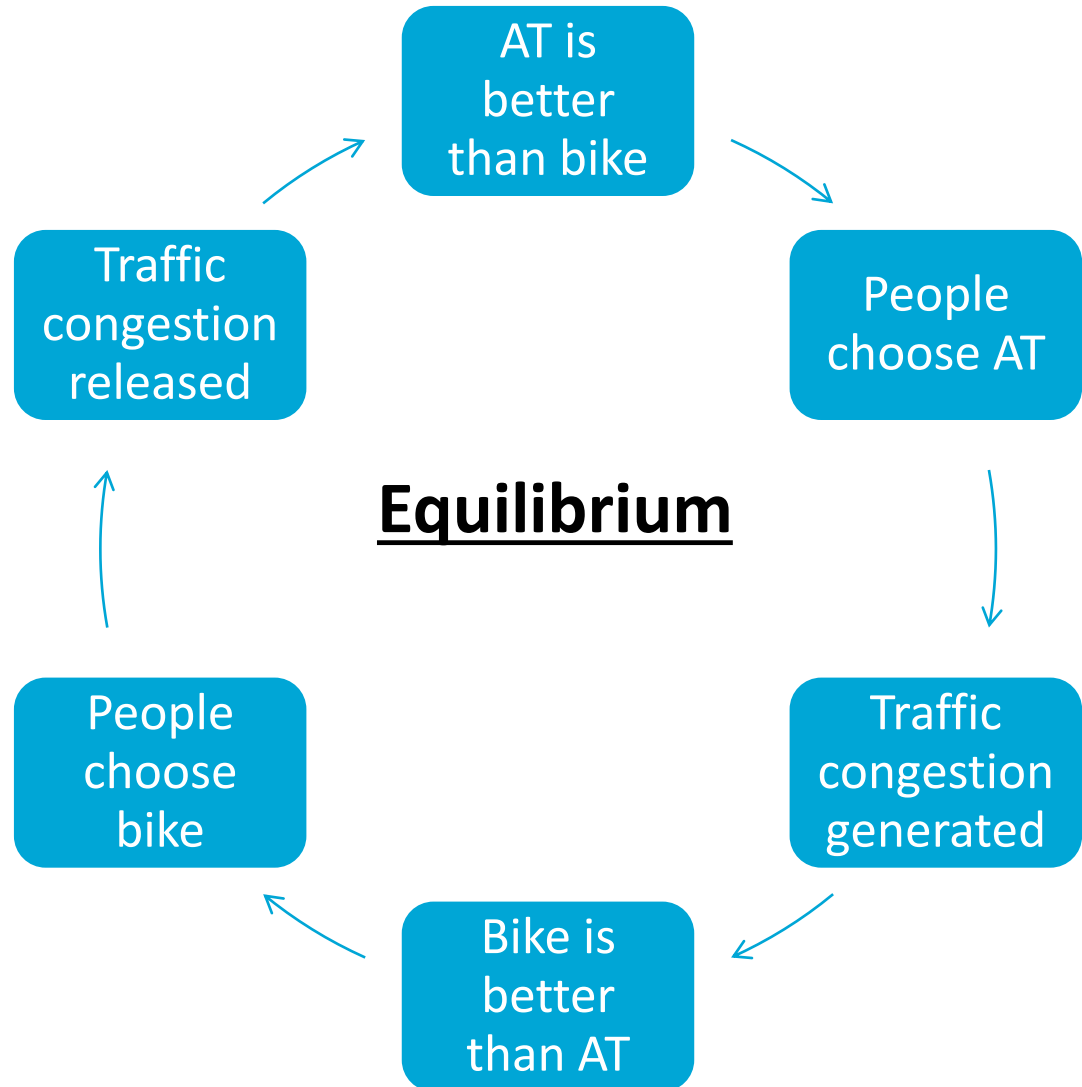 AT is
better
than bike
People
choose AT
Traffic
congestion
generated
Bike is
better
than AT
People
choose
bike
Traffic
congestion
released
Equilibrium